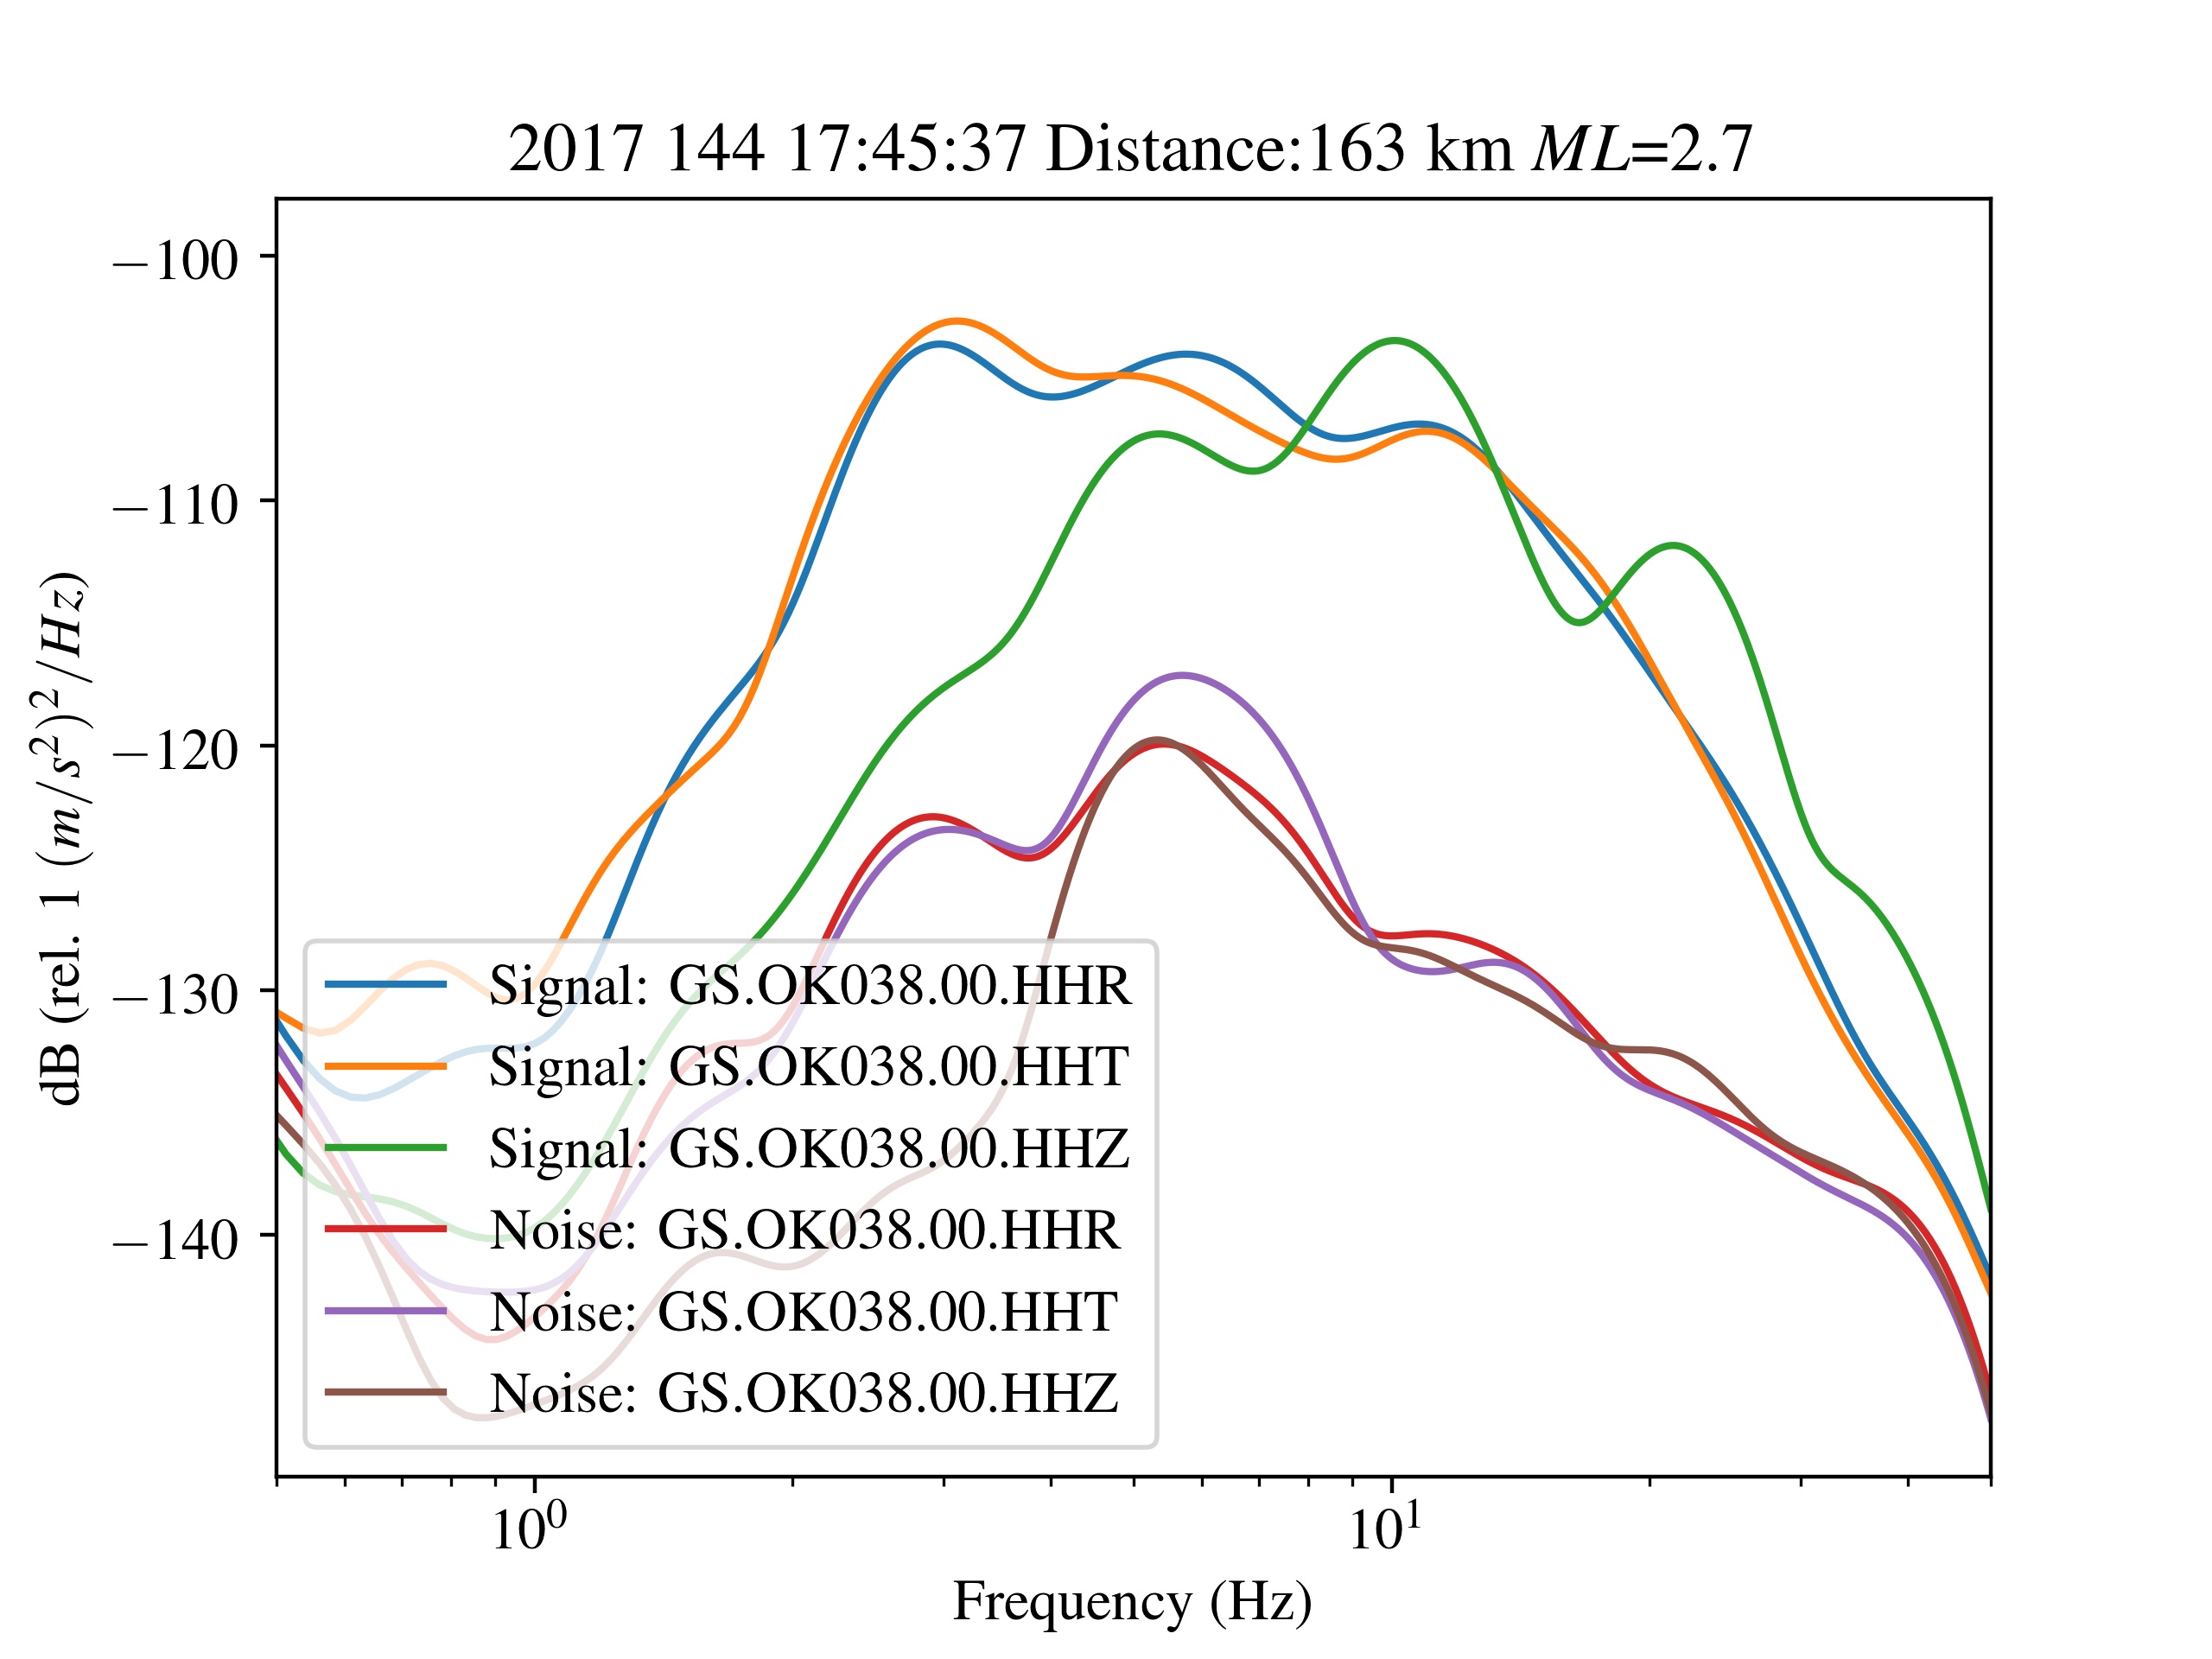 2017 144 17:45:37 Distance:163 km ML=2.7
−100
−110
−120
−130
−140
dB (rel. 1 (m/s²)²/Hz)
Signal: GS.OK038.00.HHR
Signal: GS.OK038.00.HHT
Signal: GS.OK038.00.HHZ
Noise: GS.OK038.00.HHR
Noise: GS.OK038.00.HHT
Noise: GS.OK038.00.HHZ
10⁰ 10¹
Frequency (Hz)